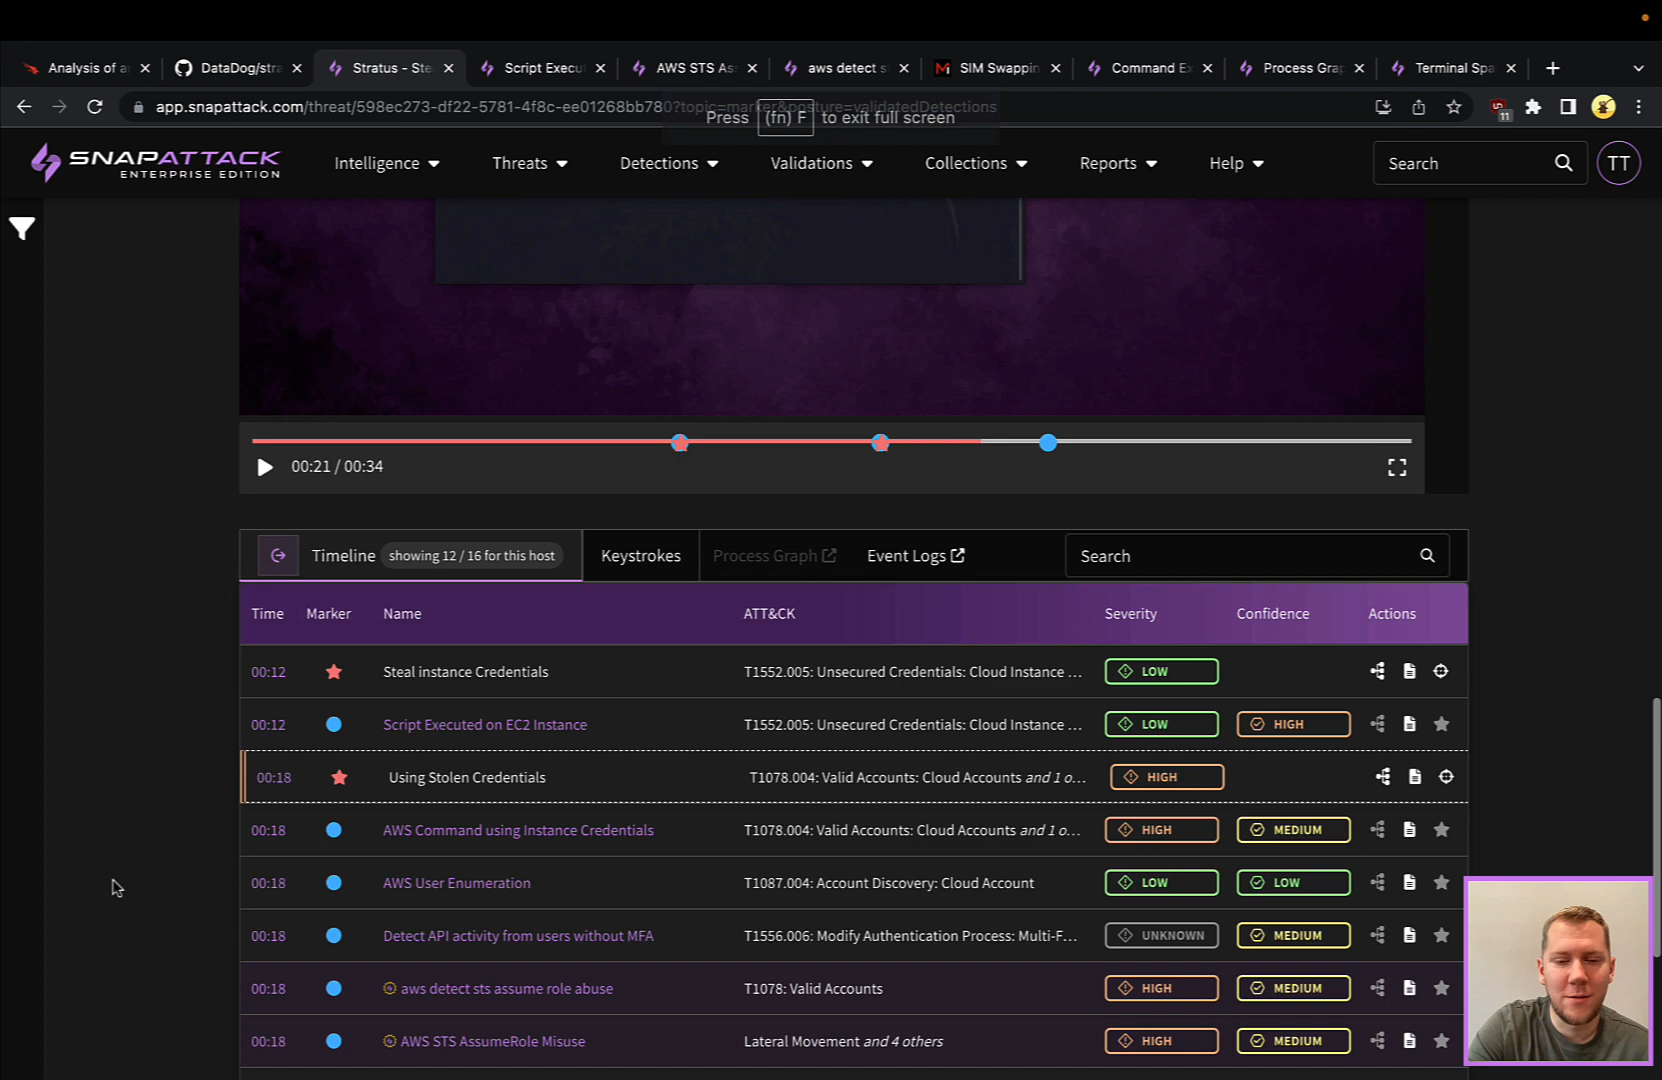 Analysis of a
DataDog/stra
Stratus - Ste
Script Execu
AWS STS Ass
aws detect s
SIM Swappin
Command Ex
Process Gra
Terminal Spa
app.snapattack.com/threat/598ec273-df22-5781-4f8c-ee01268bb780?topic=marker&posture=validatedDetections
11
Press (fn) F to exit full screen
SNAPATTACK
ENTERPRISE EDITION
Intelligence
Threats
Detections
Validations
Collections
Reports
Help
Search
TT
00:21 / 00:34
Timeline showing 12 / 16 for this host
Keystrokes
Process Graph
Event Logs
Search
Time Marker Name ATT&CK Severity Confidence Actions
00:12 Steal instance Credentials T1552.005: Unsecured Credentials: Cloud Instance ... LOW
00:12 Script Executed on EC2 Instance T1552.005: Unsecured Credentials: Cloud Instance ... LOW HIGH
00:18 Using Stolen Credentials T1078.004: Valid Accounts: Cloud Accounts and 1 o... HIGH
00:18 AWS Command using Instance Credentials T1078.004: Valid Accounts: Cloud Accounts and 1 o... HIGH MEDIUM
00:18 AWS User Enumeration T1087.004: Account Discovery: Cloud Account LOW LOW
00:18 Detect API activity from users without MFA T1556.006: Modify Authentication Process: Multi-F... UNKNOWN MEDIUM
00:18 aws detect sts assume role abuse T1078: Valid Accounts HIGH MEDIUM
00:18 AWS STS AssumeRole Misuse Lateral Movement and 4 others HIGH MEDIUM